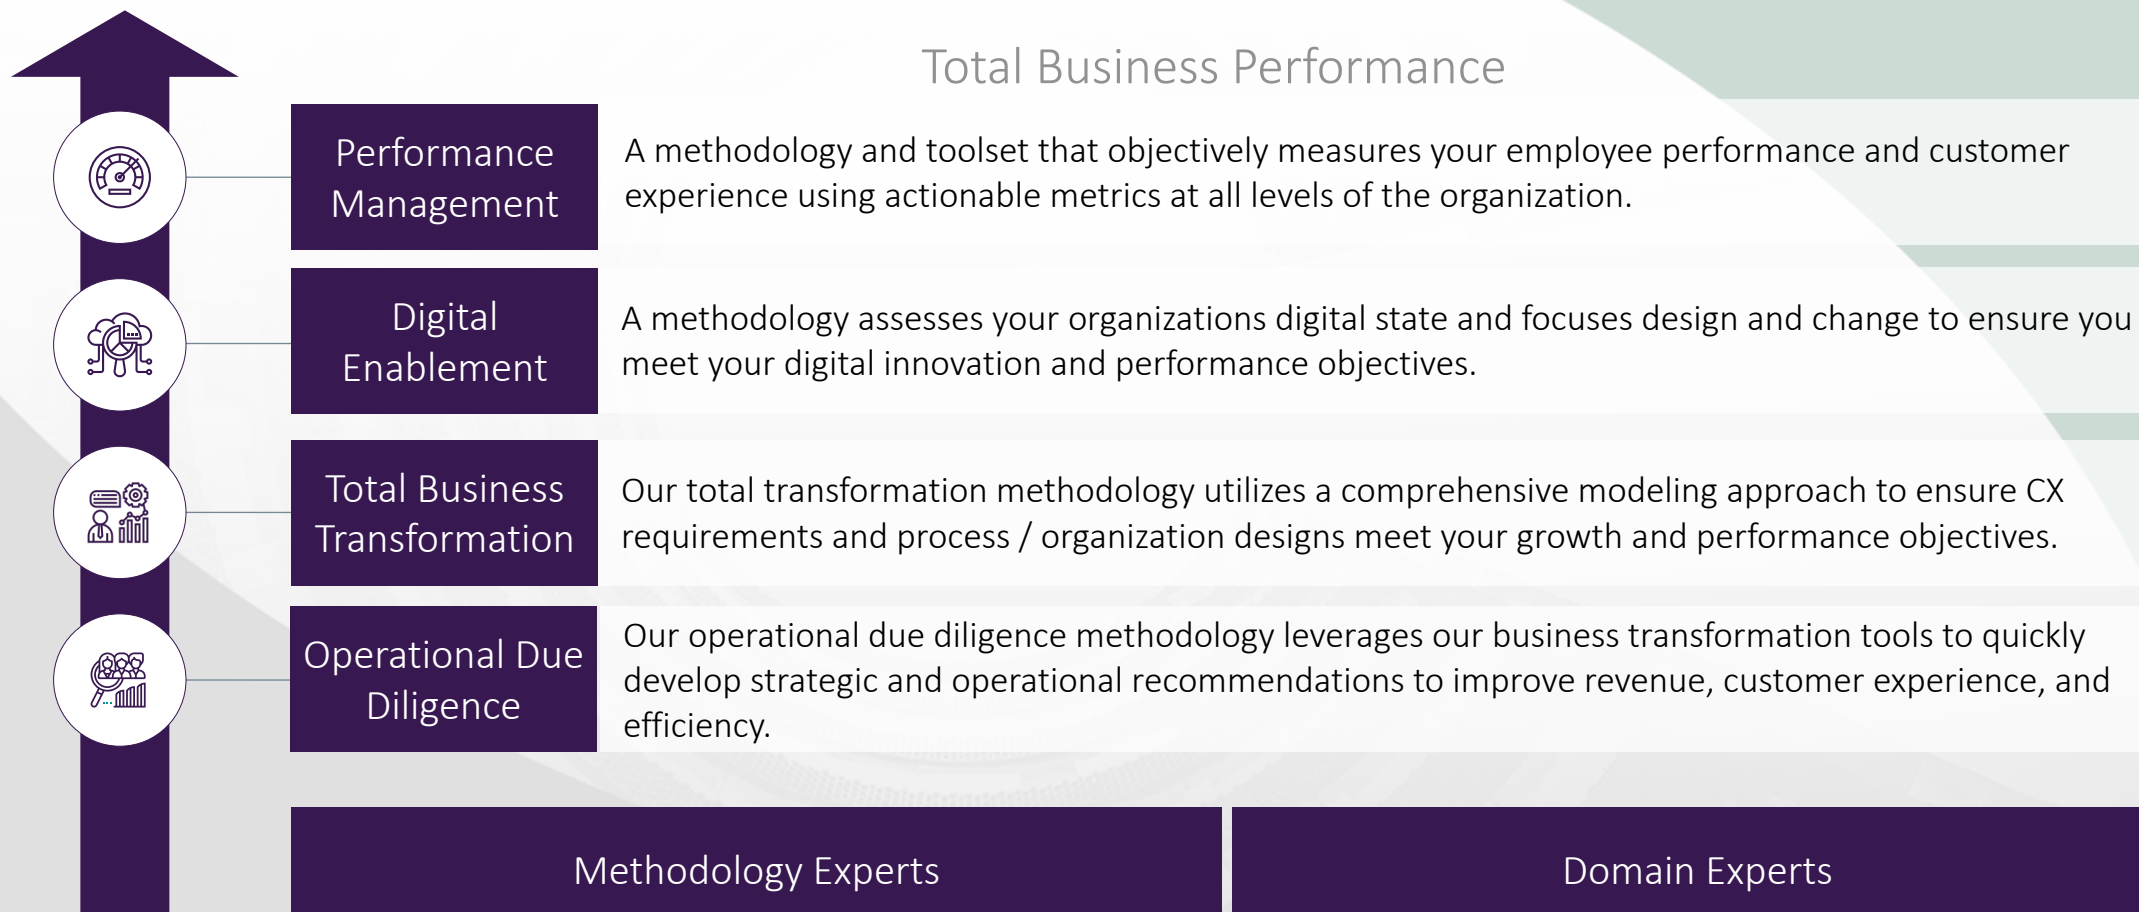 Total Business Performance
Performance
Management
A methodology and toolset that objectively measures your employee performance and customer
experience using actionable metrics at all levels of the organization.
Digital
Enablement
A methodology assesses your organizations digital state and focuses design and change to ensure you
meet your digital innovation and performance objectives.
Total Business
Transformation
Our total transformation methodology utilizes a comprehensive modeling approach to ensure CX
requirements and process / organization designs meet your growth and performance objectives.
Operational Due
Diligence
Our operational due diligence methodology leverages our business transformation tools to quickly
develop strategic and operational recommendations to improve revenue, customer experience, and
efficiency.
Methodology Experts
Domain Experts